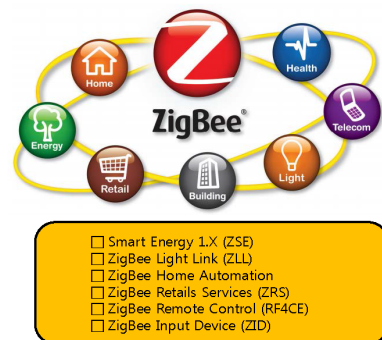 Health
Home
Telecom
ZigBee®
Energy
Light
Retail
Building
□ Smart Energy 1.X (ZSE)
□ ZigBee Light Link (ZLL)
□ ZigBee Home Automation
□ ZigBee Retails Services (ZRS)
□ ZigBee Remote Control (RF4CE)
□ ZigBee Input Device (ZID)